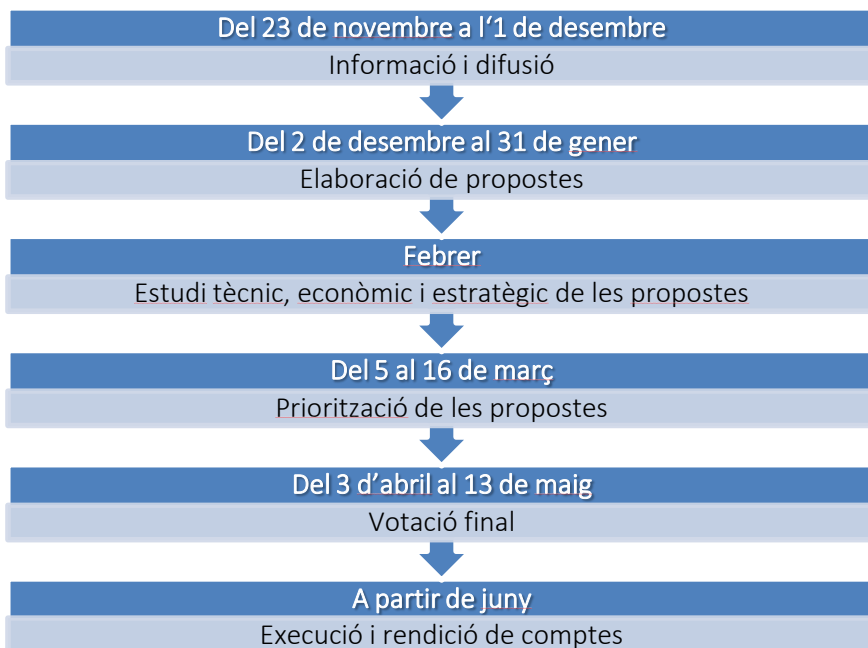 Del 23 de novembre a l‘1 de desembre
Informació i difusió
Del 2 de desembre al 31 de gener
Elaboració de propostes
Febrer
Estudi tècnic, econòmic i estratègic de les propostes
Del 5 al 16 de març
Priorització de les propostes
Del 3 d’abril al 13 de maig
Votació final
A partir de juny
Execució i rendició de comptes